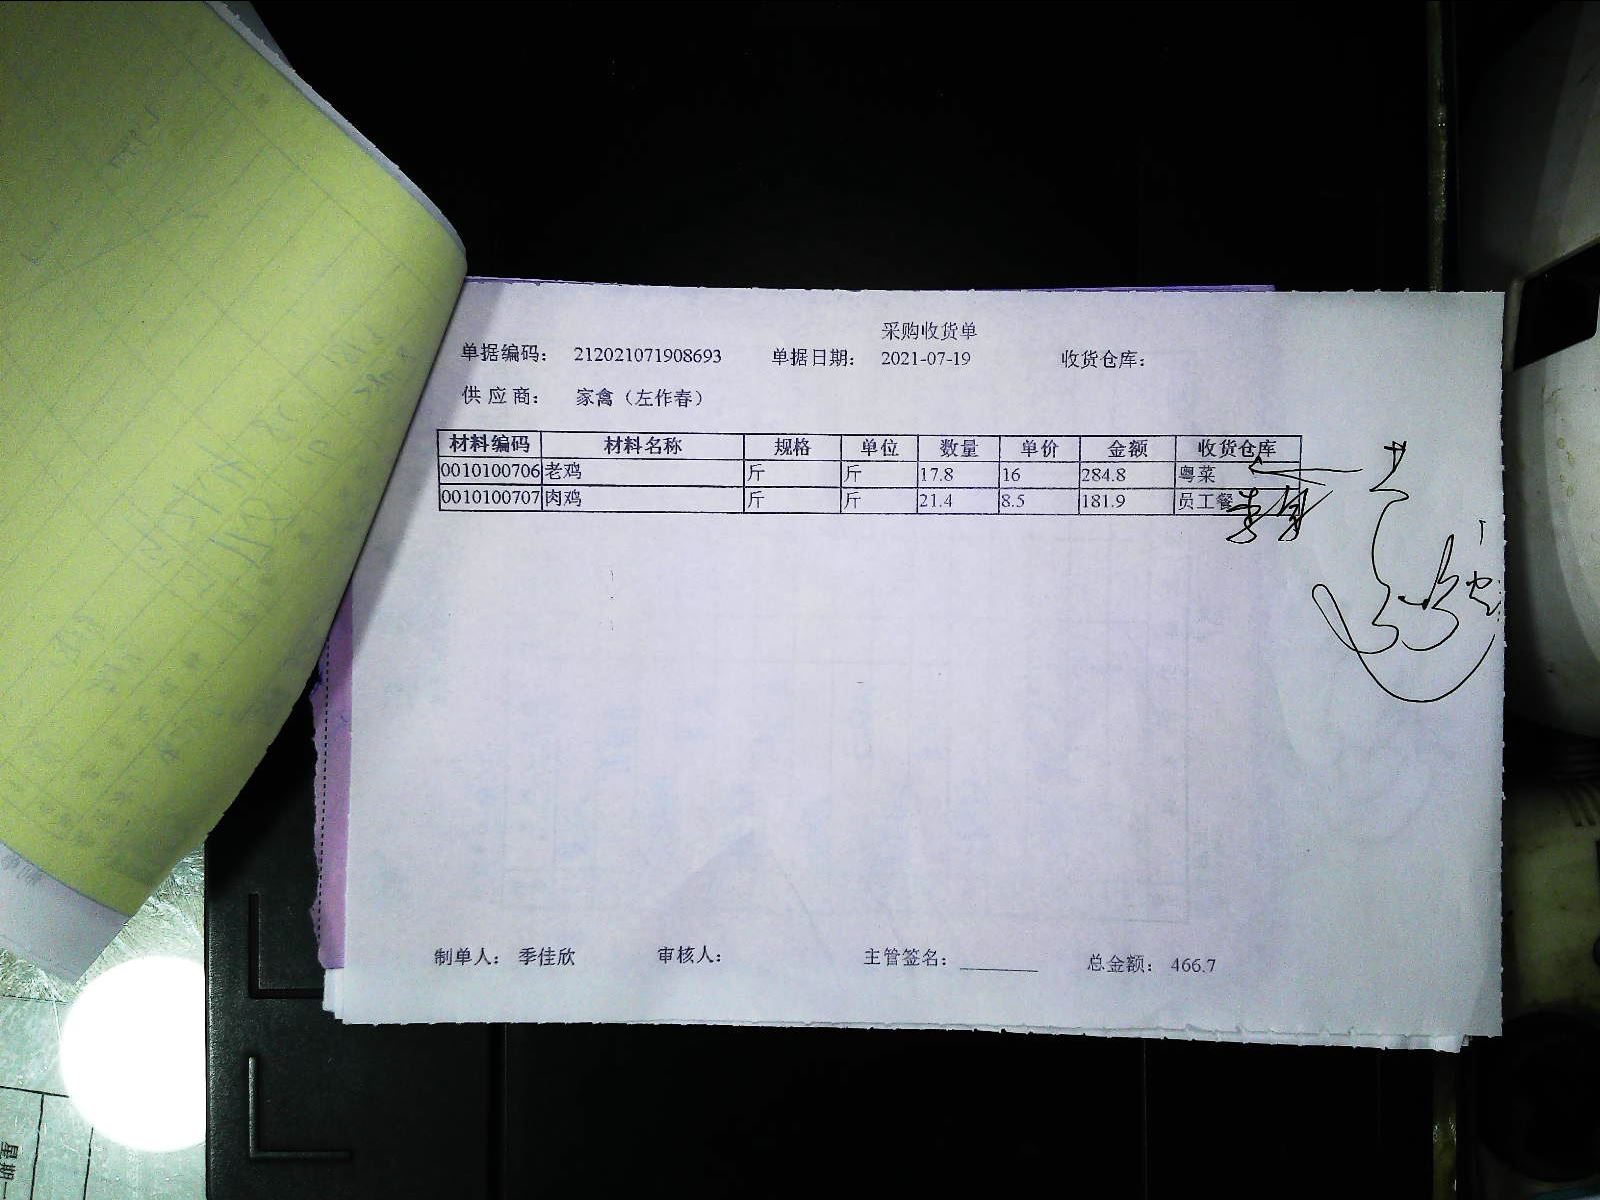 采购收货单
单据编码： 212021071908693 单据日期： 2021-07-19 收货仓库：
供应商： 家禽（左作春）
材料编码 材料名称 规格 单位 数量 单价 金额 收货仓库
0010100706 老鸡 斤 斤 17.8 16 284.8 粤菜
0010100707 肉鸡 斤 斤 21.4 8.5 181.9 员工餐
制单人： 季佳欣 审核人： 主管签名： 总金额： 466.7